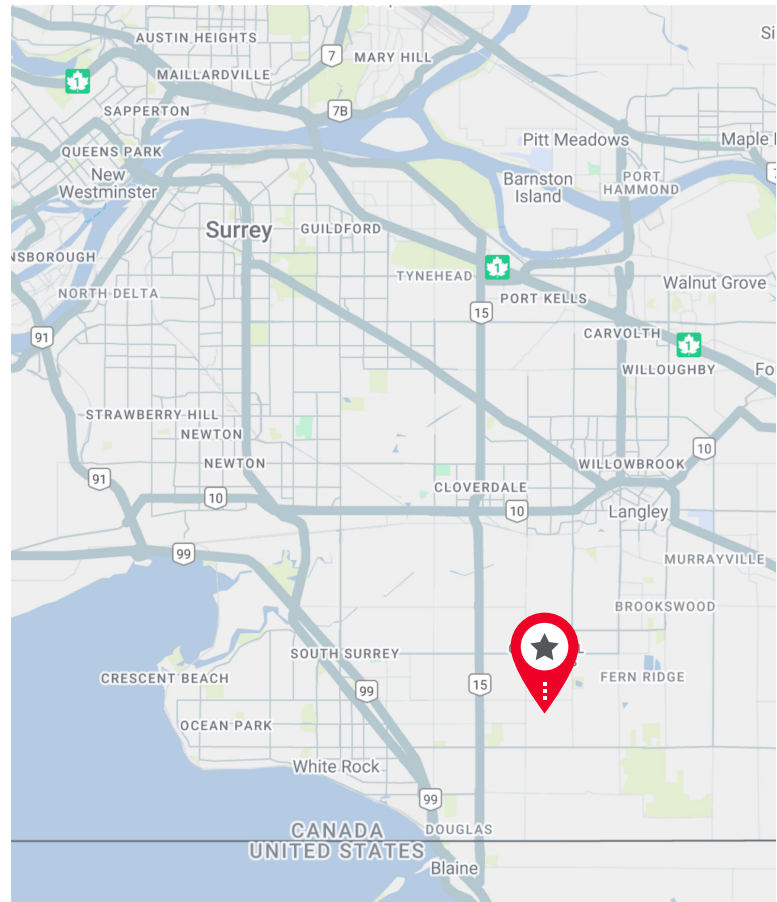 AUSTIN HEIGHTS
7
MARY HILL
1
MAILLARDVILLE
SAPPERTON
7B
Pitt Meadows
QUEENS PARK
New
Westminster
Barnston
Island
PORT
HAMMOND
Surrey
GUILDFORD
TYNEHEAD
1
NORTH DELTA
PORT KELLS
Walnut Grove
15
91
CARVOLTH
1
WILLOUGHBY
STRAWBERRY HILL
NEWTON
10
NEWTON
WILLOWBROOK
91
10
CLOVERDALE
10
Langley
99
MURRAYVILLE
BROOKSWOOD
SOUTH SURREY
CRESCENT BEACH
99
15
FERN RIDGE
OCEAN PARK
White Rock
99
DOUGLAS
CANADA
UNITED STATES
Blaine